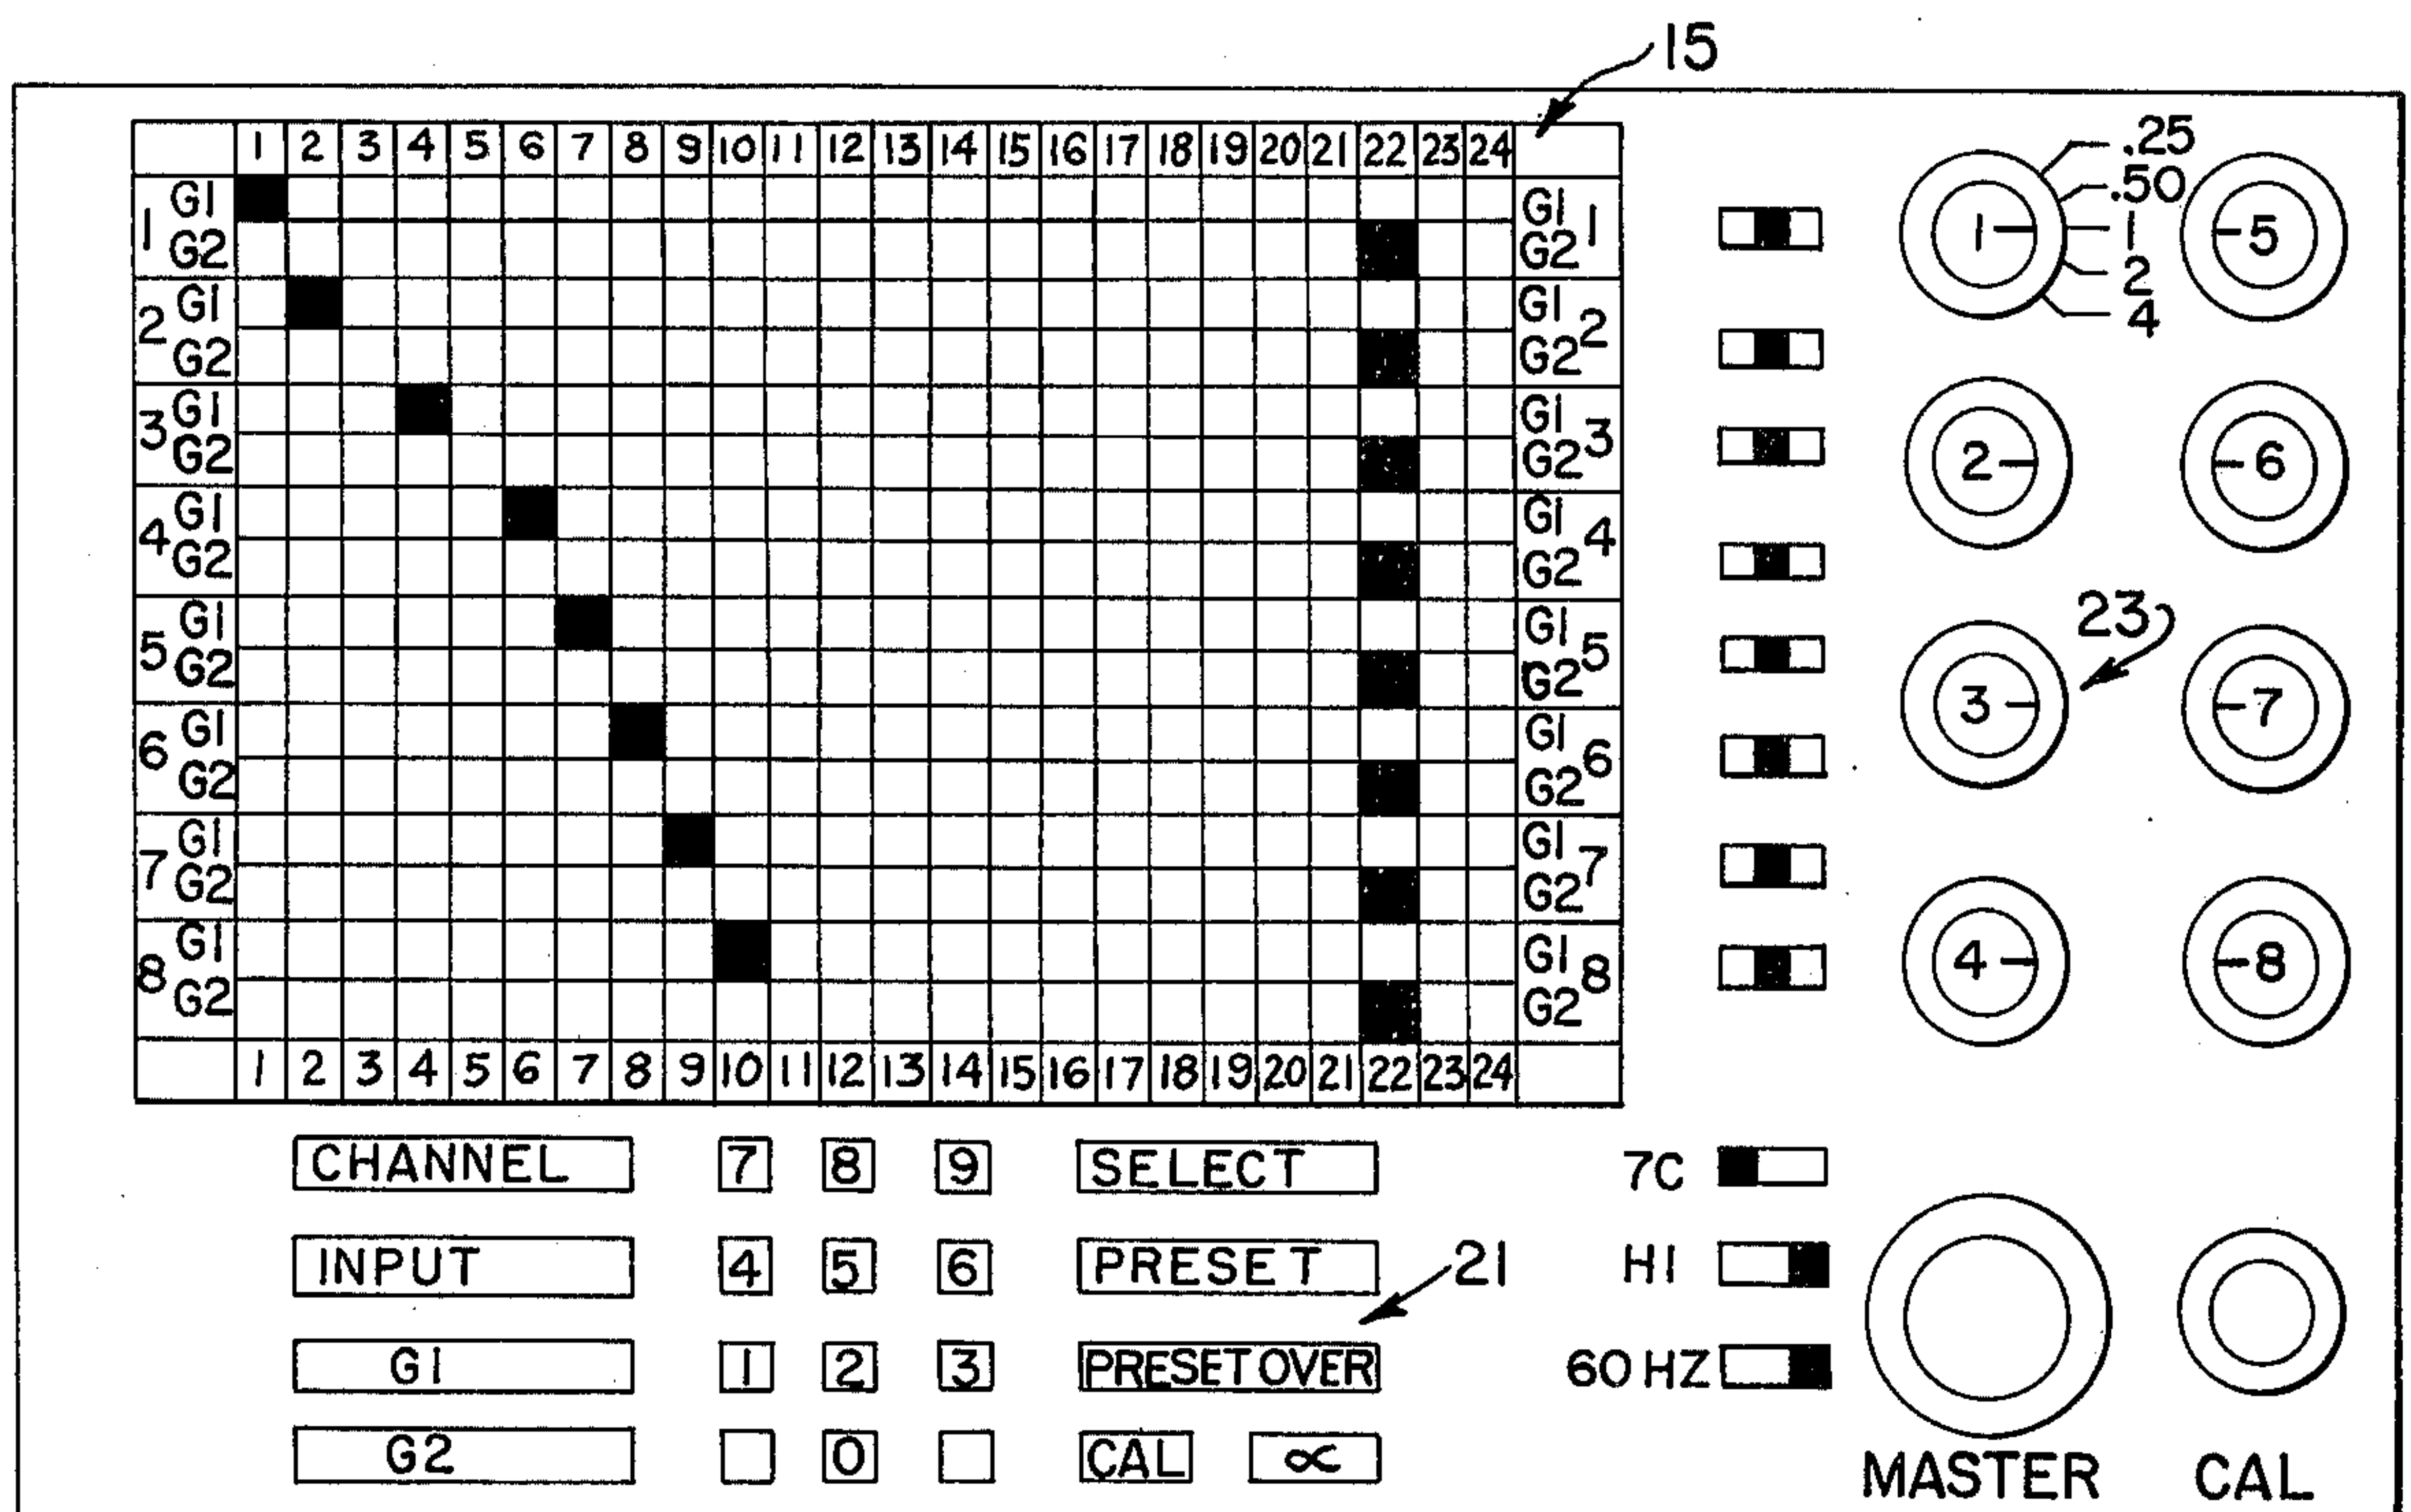 15
1 2 3 4 5 6 7 8 9 10 11 12 13 14 15 16 17 18 19 20 21 22 23 24
1 G1 G2 G1 G2 1
2 G1 G2 G1 G2 2
3 G1 G2 G1 G2 3
4 G1 G2 G1 G2 4
5 G1 G2 G1 G2 5
6 G1 G2 G1 G2 6
7 G1 G2 G1 G2 7
8 G1 G2 G1 G2 8
1 2 3 4 5 6 7 8 9 10 11 12 13 14 15 16 17 18 19 20 21 22 23 24
.25
.50
1
2
4
1 5
2 6
23
3 7
4 8
CHANNEL 7 8 9 SELECT
INPUT 4 5 6 PRESET
21
G1 1 2 3 PRESET OVER
G2 0 CAL ∝
7C
HI
60 HZ
MASTER CAL